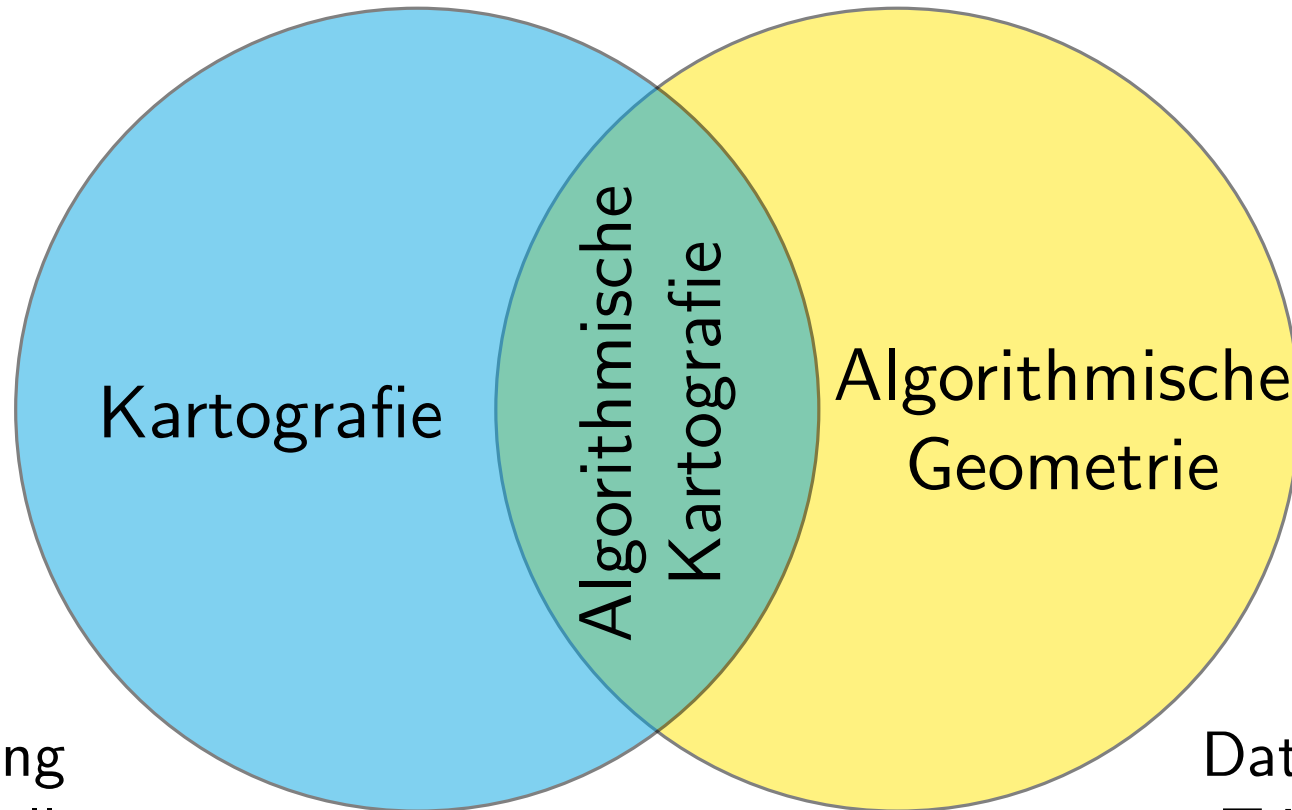 Kartografie
Algorithmische
Kartografie
Algorithmische
Geometrie
ng
Dat